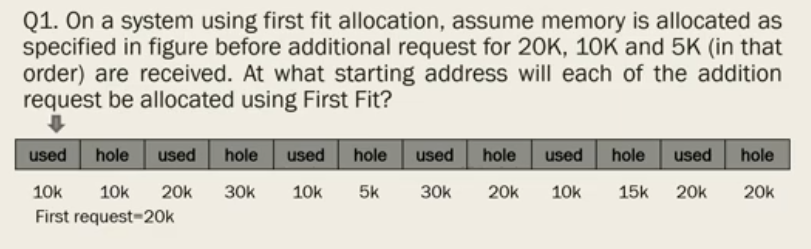 Q1. On a system using first fit allocation, assume memory is allocated as
specified in figure before additional request for 20K, 10K and 5K (in that
order) are received. At what starting address will each of the addition
request be allocated using First Fit?
used hole used hole used hole used hole used hole used hole
10k 10k 20k 30k 10k 5k 30k 20k 10k 15k 20k 20k
First request=20k